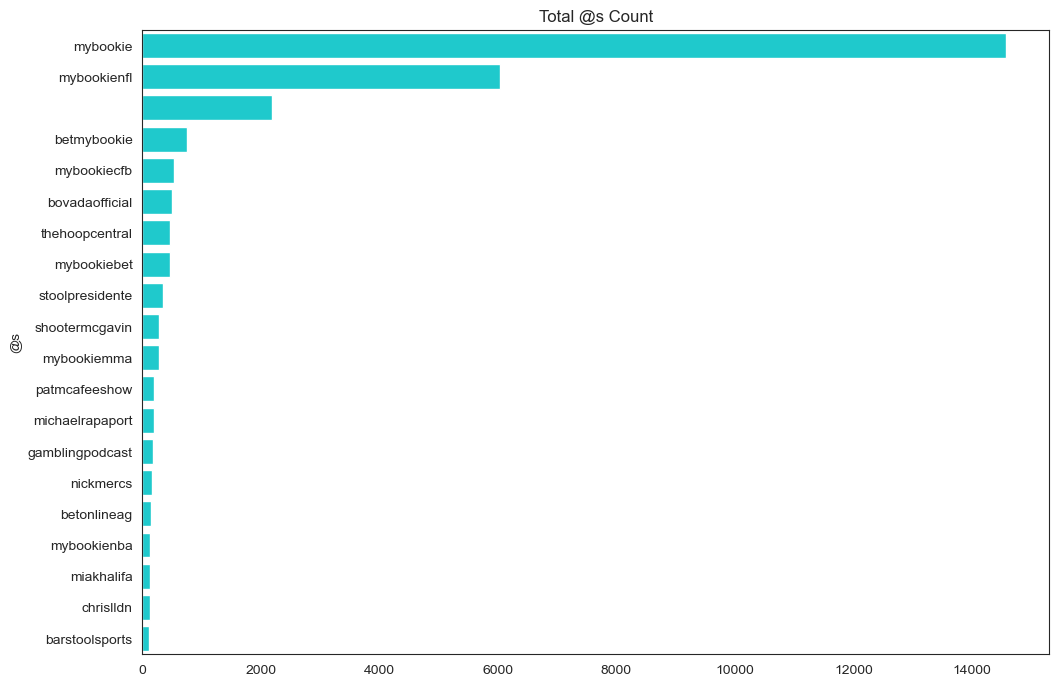 Total @s Count
mybookie
mybookienfl
betmybookie
mybookiecfb
bovadaofficial
thehoopcentral
mybookiebet
stoolpresidente
shootermcgavin
mybookiemma
patmcafeeshow
michaelrapaport
gamblingpodcast
nickmercs
betonlineag
mybookienba
miakhalifa
chrislldn
barstoolsports
@s
0 2000 4000 6000 8000 10000 12000 14000